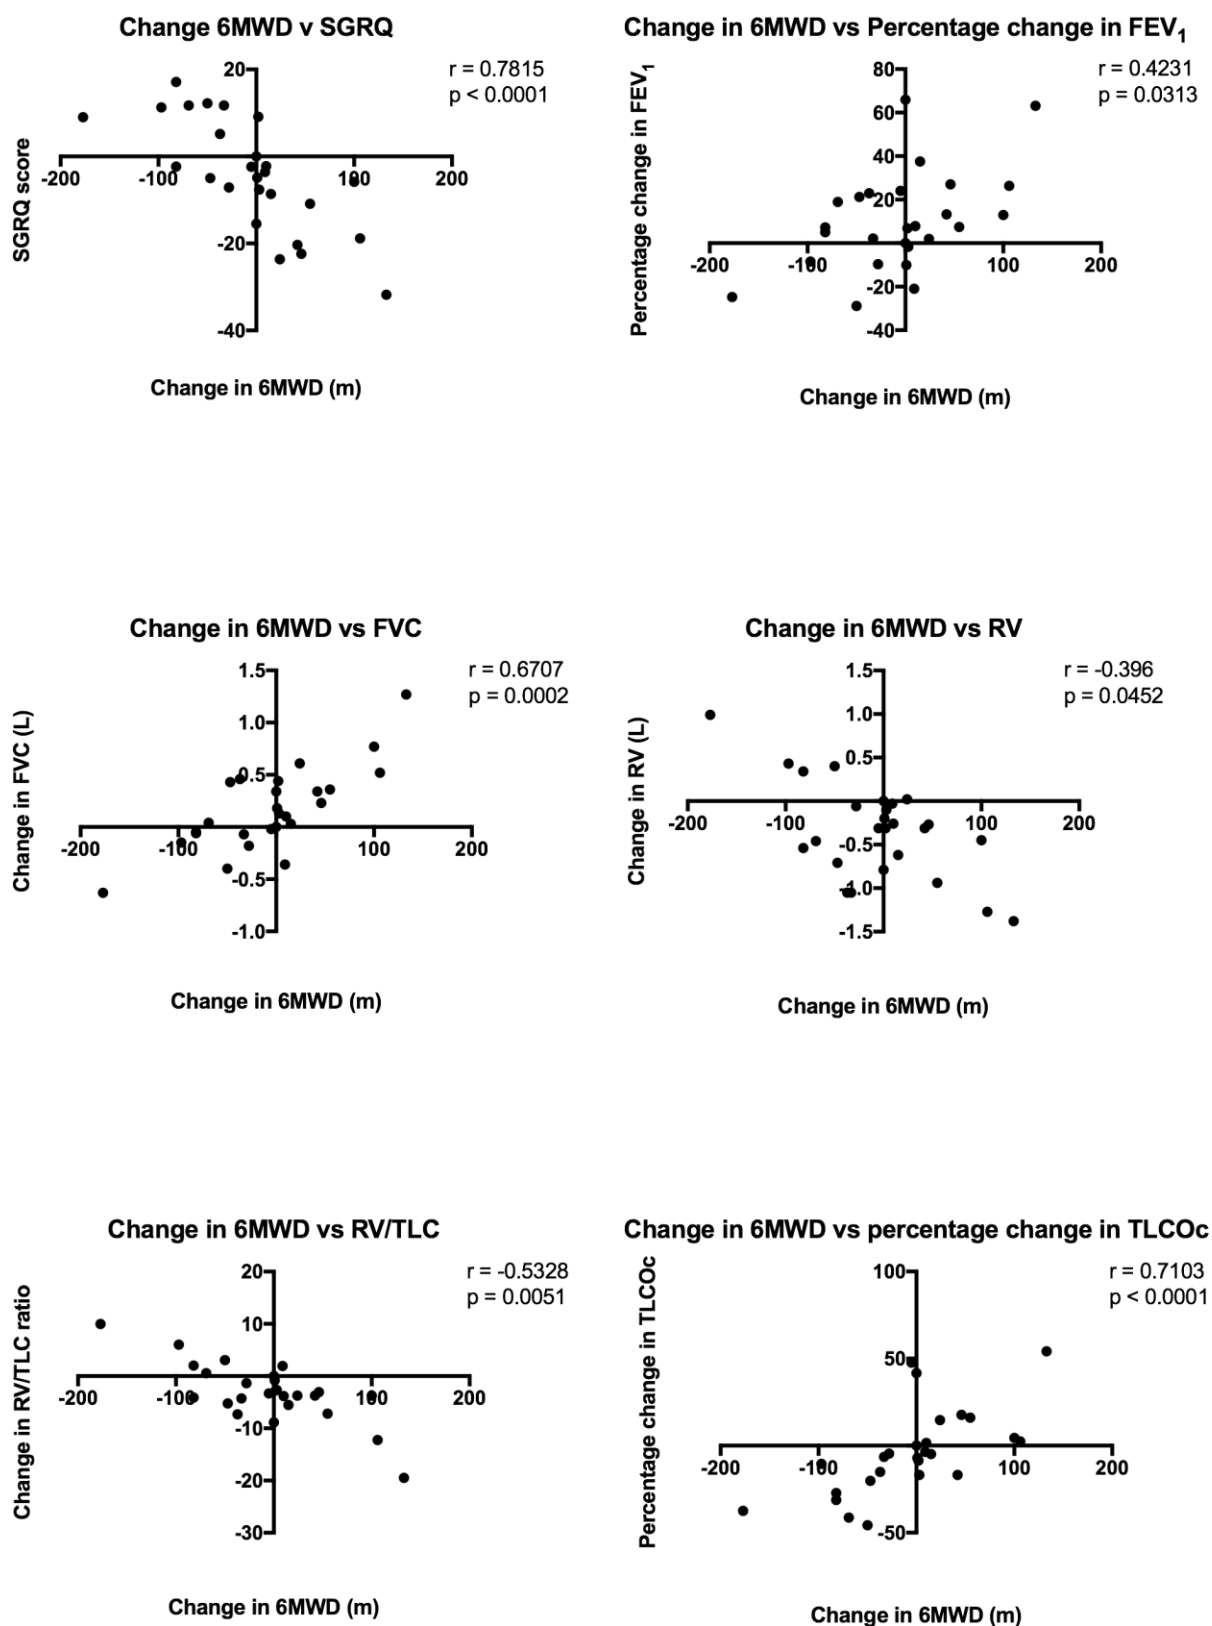 Change 6MWD v SGRQ
r = 0.7815
p < 0.0001
SGRQ score
20
-200 -100 100 200
-20
-40
Change in 6MWD (m)
Change in 6MWD vs Percentage change in FEV1
r = 0.4231
p = 0.0313
Percentage change in FEV1
80
60
40
20
-200 -100 100 200
-20
-40
Change in 6MWD (m)
Change in 6MWD vs FVC
r = 0.6707
p = 0.0002
Change in FVC (L)
1.5
1.0
0.5
-200 -100 100 200
-0.5
-1.0
Change in 6MWD (m)
Change in 6MWD vs RV
r = -0.396
p = 0.0452
Change in RV (L)
1.5
1.0
0.5
-200 -100 100 200
-0.5
-1.0
-1.5
Change in 6MWD (m)
Change in 6MWD vs RV/TLC
r = -0.5328
p = 0.0051
Change in RV/TLC ratio
20
10
-200 -100 100 200
-10
-20
-30
Change in 6MWD (m)
Change in 6MWD vs percentage change in TLCOc
r = 0.7103
p < 0.0001
Percentage change in TLCOc
100
50
-200 -100 100 200
-50
Change in 6MWD (m)